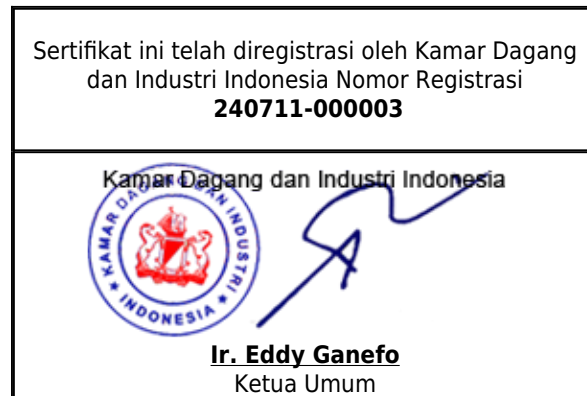 Sertifikat ini telah diregistrasi oleh Kamar Dagang
dan Industri Indonesia Nomor Registrasi
240711-000003
Kamar Dagang dan Industri Indonesia
KAMAR DAGANG DAN INDUSTRI
* INDONESIA *
Ir. Eddy Ganefo
Ketua Umum